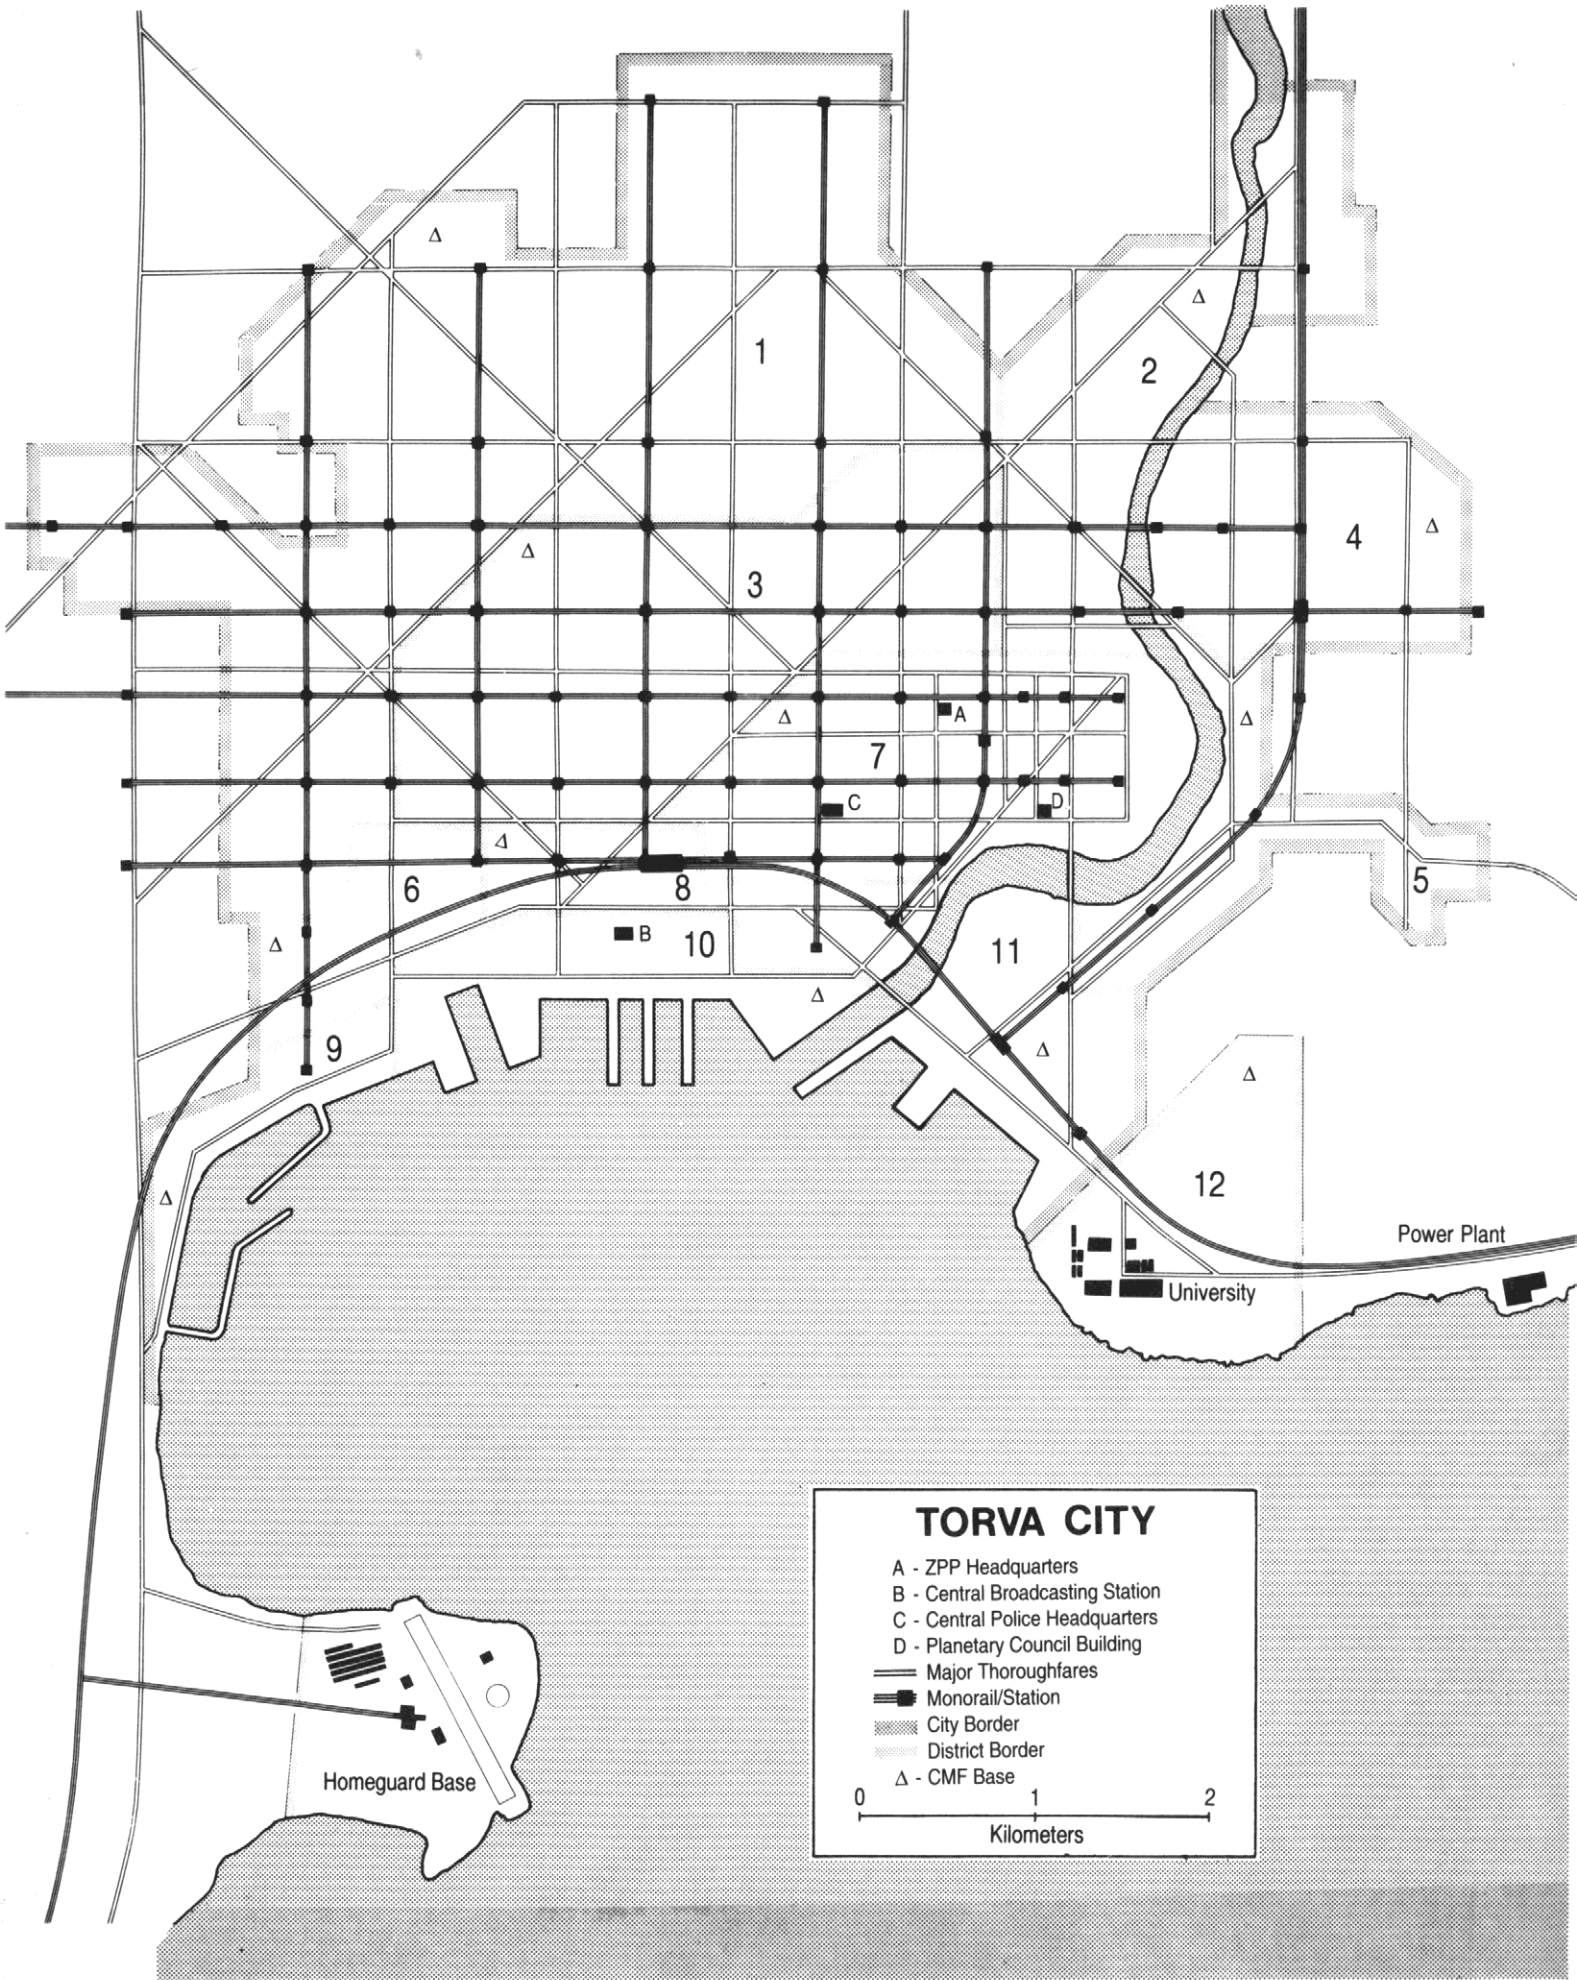 Δ
Δ
1
2
4
Δ
Δ
3
Δ
A
Δ
7
C
D
Δ
6
8
5
Δ
B
10
11
Δ
9
Δ
Δ
12
Δ
Power Plant
University
TORVA CITY
A - ZPP Headquarters
B - Central Broadcasting Station
C - Central Police Headquarters
D - Planetary Council Building
Major Thoroughfares
Monorail/Station
City Border
District Border
Δ - CMF Base
0 1 2
Kilometers
Homeguard Base